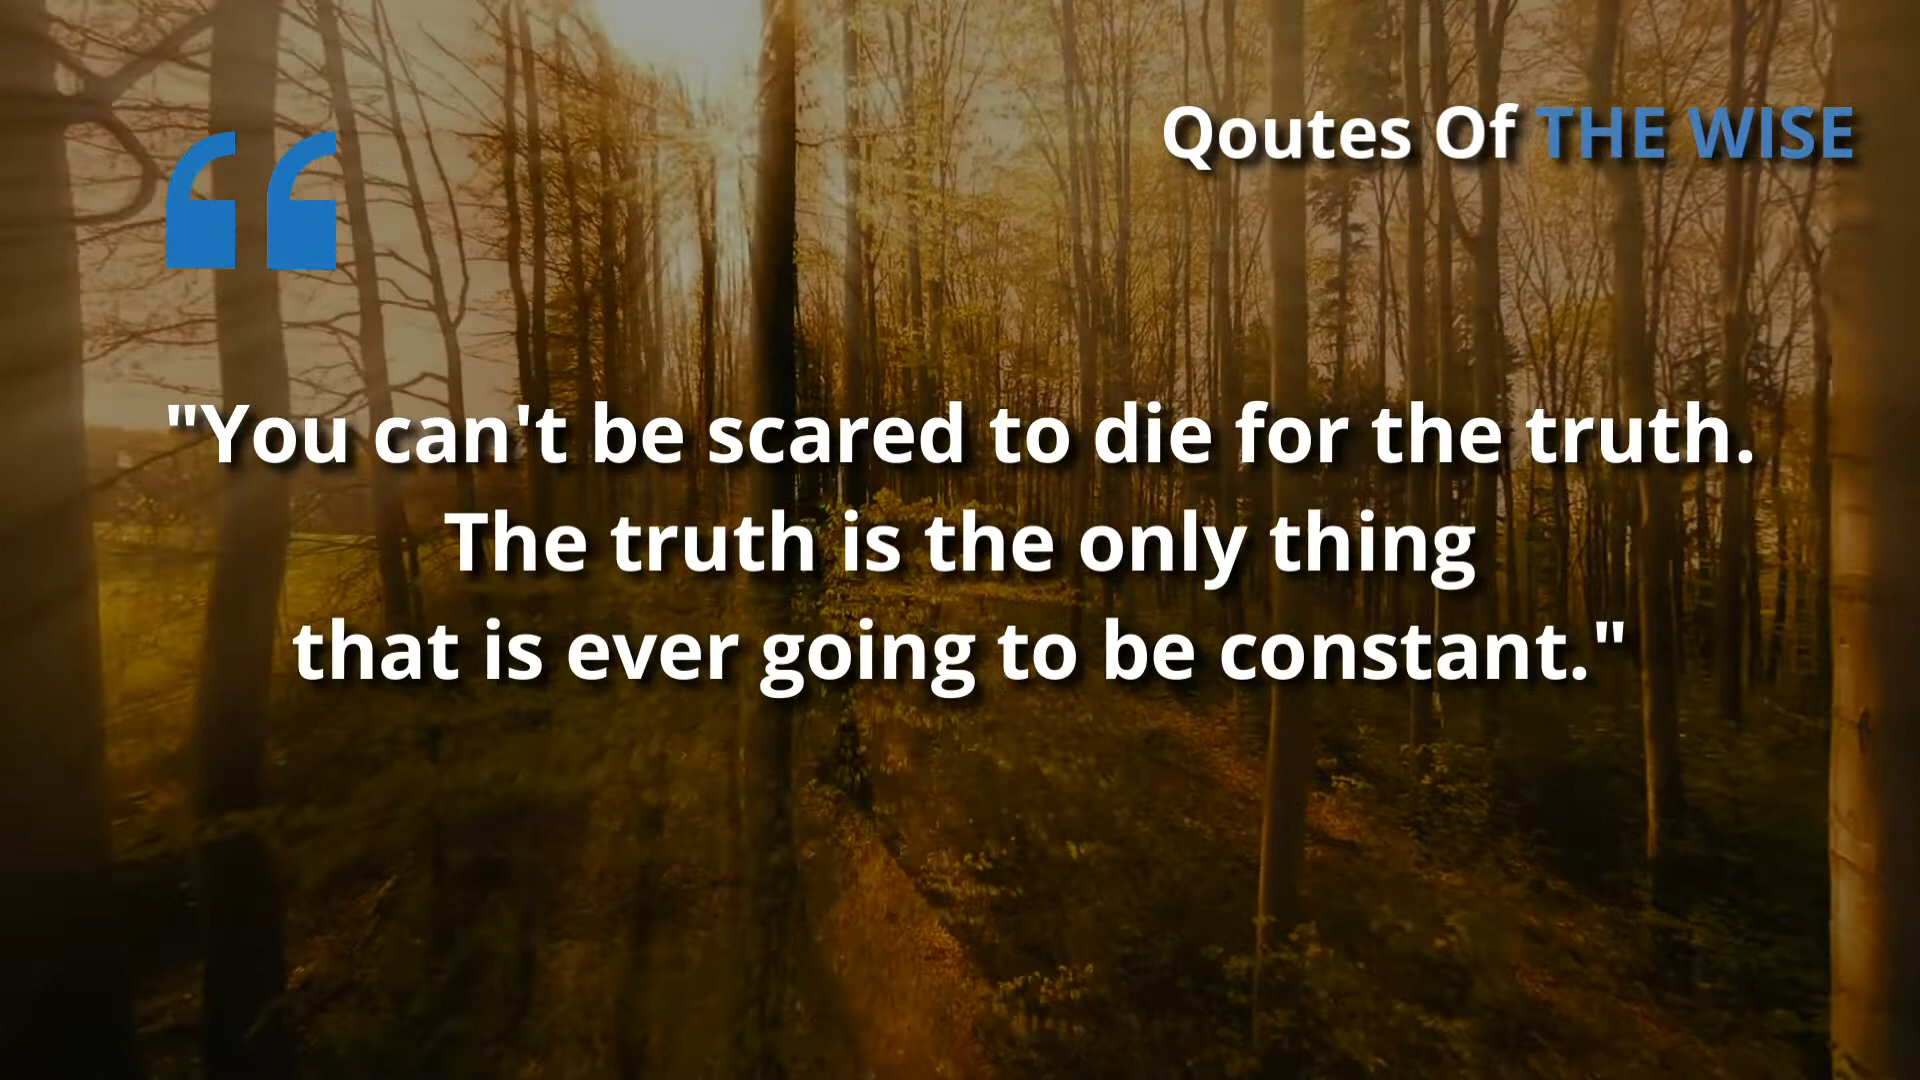 Qoutes Of THE WISE
"You can't be scared to die for the truth.
The truth is the only thing
that is ever going to be constant."